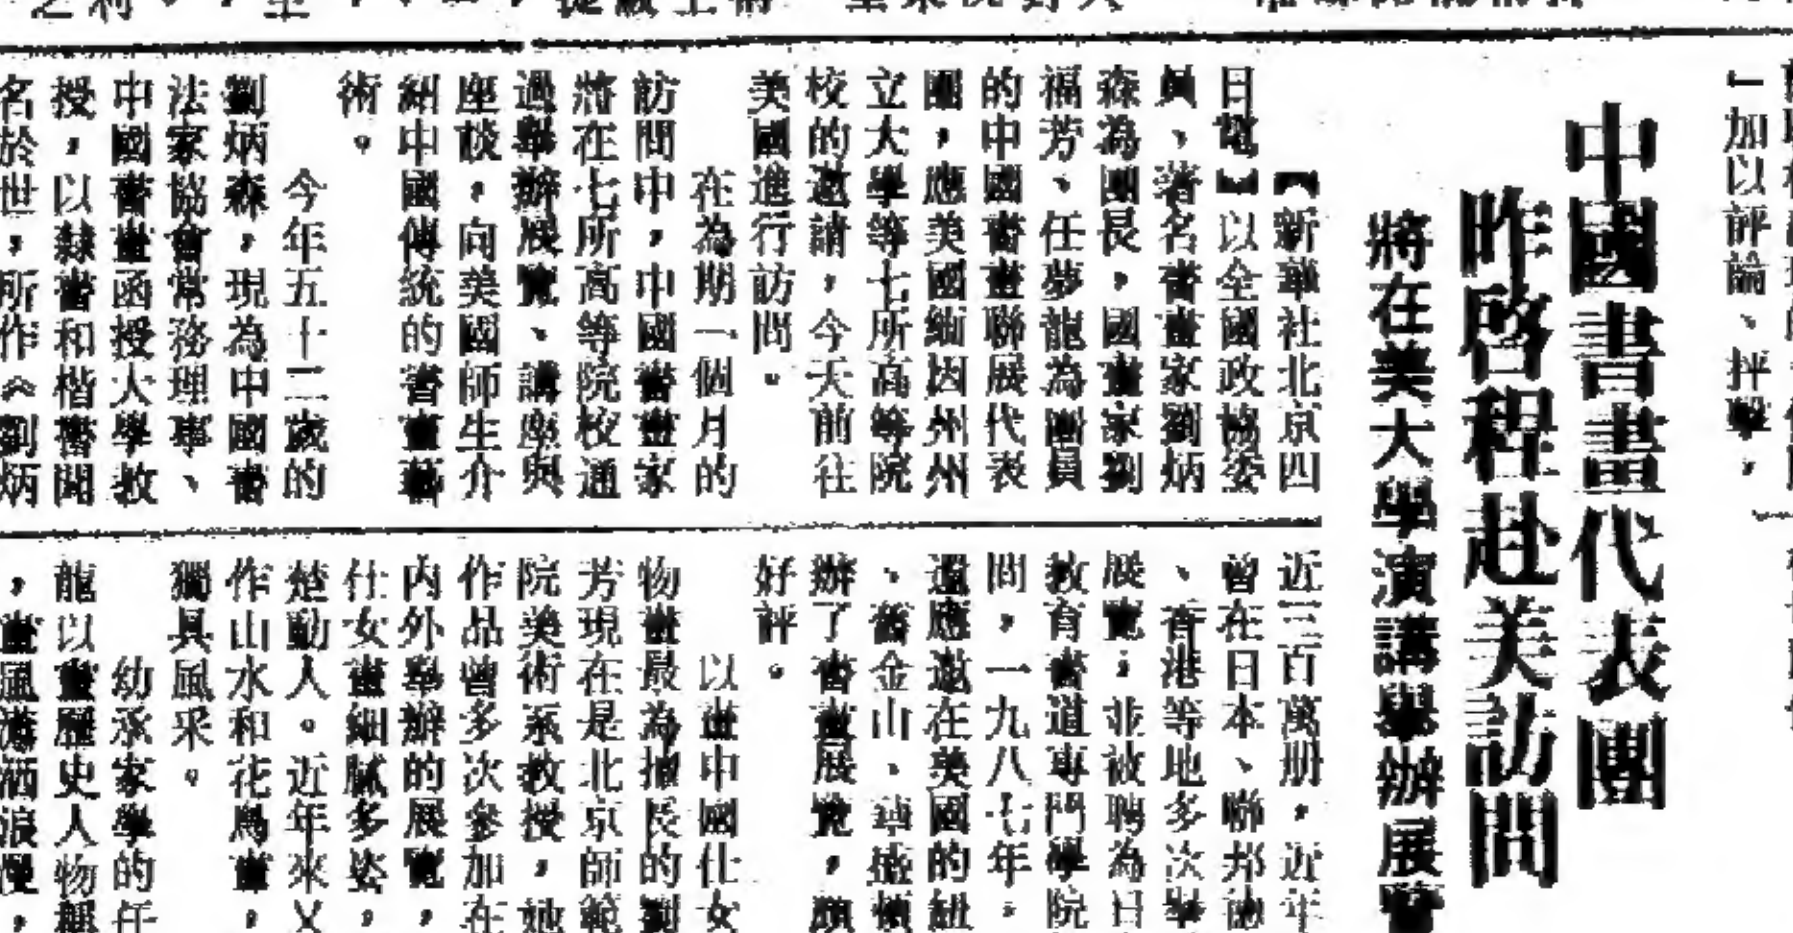 」加以評論、抨擊，
中國書畫代表團
昨啓程赴美訪問
將在美大學演講舉辦展覽
【新華社北京四
日電】以全國政協委
員、著名書畫家劉炳
森為團長，國畫家劉
福芳、任夢龍為團員
的中國書畫聯展代表
團，應美國緬因州州
立大學等七所高等院
校的邀請，今天前往
美國進行訪問。
在為期一個月的
訪問中，中國書畫家
將在七所高等院校通
過舉辦展覽、講座與
座談，向美國師生介
紹中國傳統的書畫藝
術。
今年五十二歲的
劉炳森，現為中國書
法家協會常務理事、
中國書畫函授大學教
授，以隸書和楷書聞
名於世，所作《劉炳
近三百萬册，近年
曾在日本、聯邦德
、香港等地多次舉
展覽，並被聘為日
教育書道專門學院
問，一九八七年，
還應邀在美國的紐
、舊金山、華盛頓
辦了書畫展覽，頗
好評。
以畫中國仕女
物畫最為擅長的劉
芳現在是北京師範
院美術系教授，她
作品曾多次參加在
內外舉辦的展覽，
仕女畫細膩多姿，
楚動人。近年來又
作山水和花鳥畫，
獨具風采。
幼承家學的任
龍以畫歷史人物題
，畫風瀟洒浪漫，